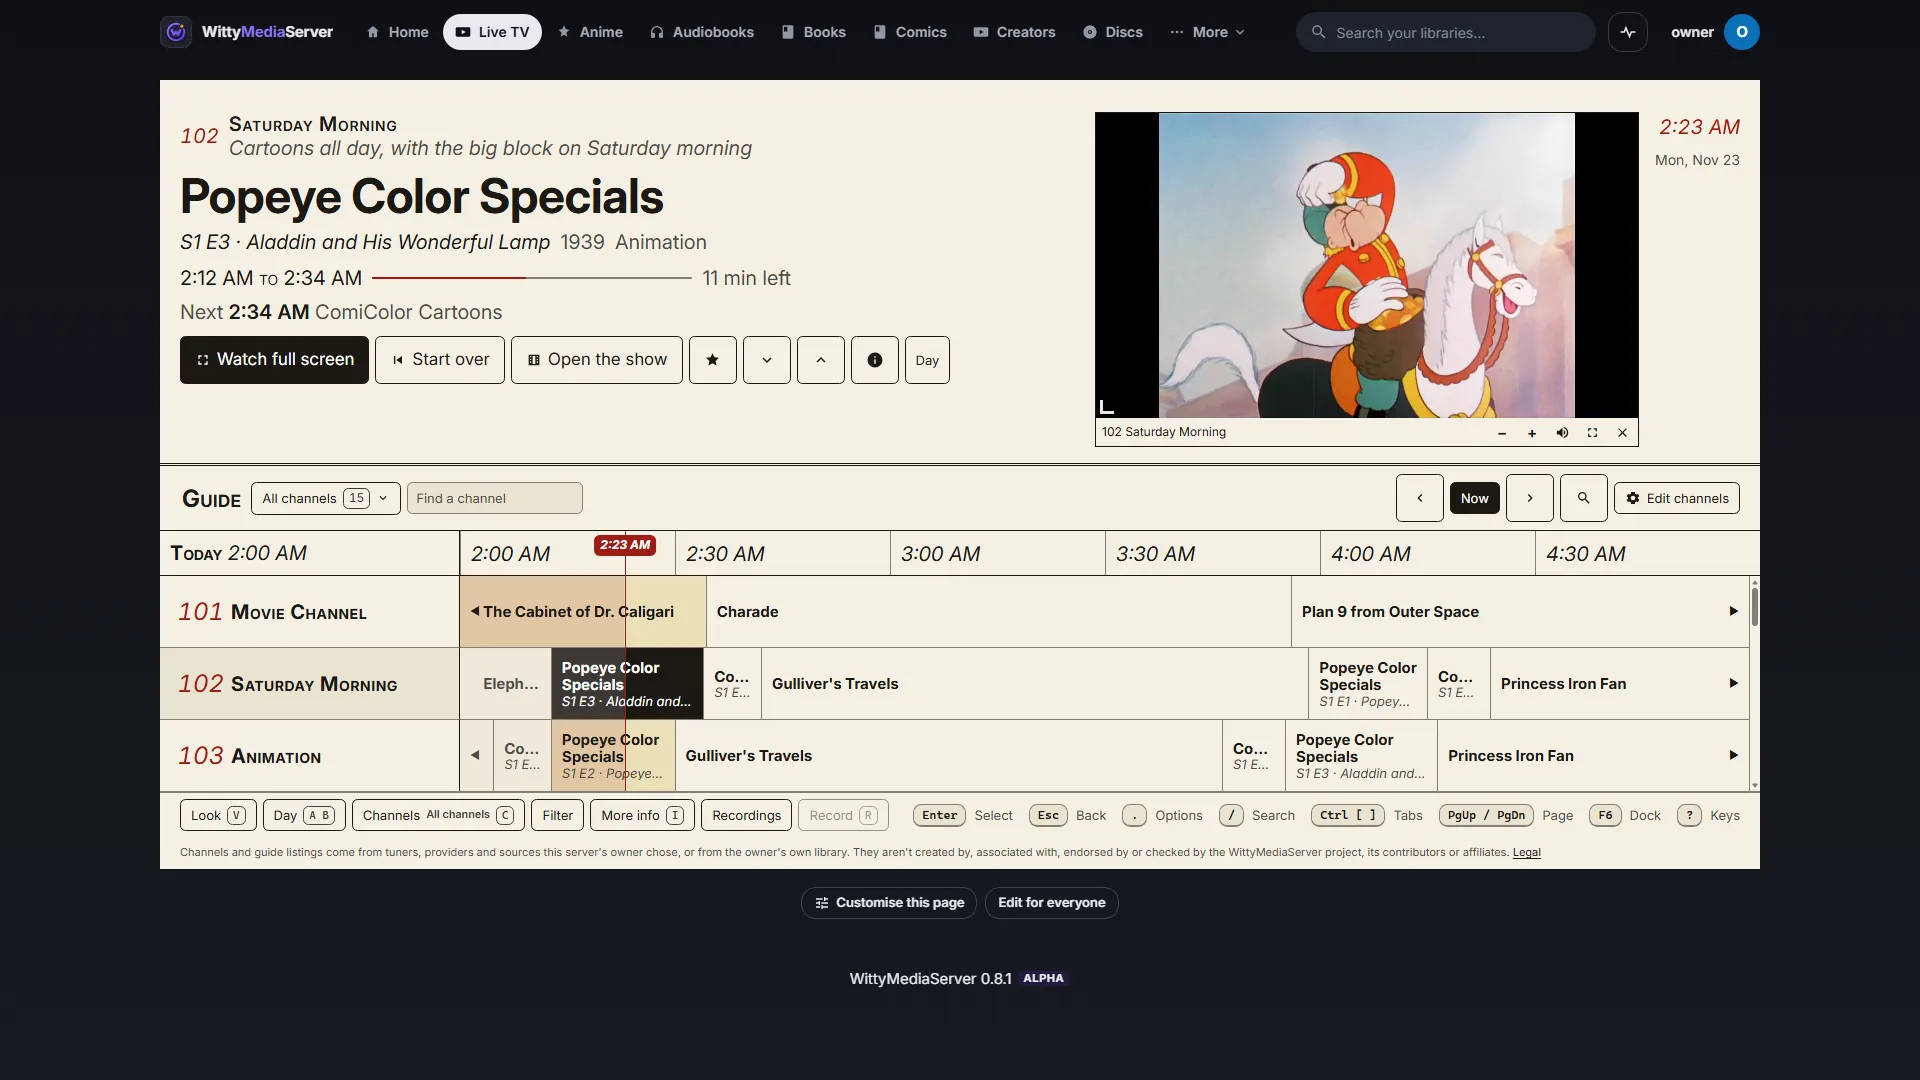 WittyMediaServer
Home
Live TV
Anime
Audiobooks
Books
Comics
Creators
Discs
More
Search your libraries...
owner
O
102
Saturday Morning
Cartoons all day, with the big block on Saturday morning
Popeye Color Specials
S1 E3 · Aladdin and His Wonderful Lamp 1939 Animation
2:12 AM to 2:34 AM
11 min left
Next 2:34 AM ComiColor Cartoons
Watch full screen
Start over
Open the show
Day
102 Saturday Morning
2:23 AM
Mon, Nov 23
Guide
All channels 15
Find a channel
Now
Edit channels
Today 2:00 AM
2:00 AM
2:23 AM
2:30 AM
3:00 AM
3:30 AM
4:00 AM
4:30 AM
101 Movie Channel
The Cabinet of Dr. Caligari
Charade
Plan 9 from Outer Space
102 Saturday Morning
Eleph...
Popeye Color
Specials
S1 E3 · Aladdin and...
Co...
S1 E...
Gulliver's Travels
Popeye Color
Specials
S1 E1 · Popey...
Co...
S1 E...
Princess Iron Fan
103 Animation
Co...
S1 E...
Popeye Color
Specials
S1 E2 · Popeye...
Gulliver's Travels
Co...
S1 E...
Popeye Color
Specials
S1 E3 · Aladdin and...
Princess Iron Fan
Look V
Day A B
Channels All channels C
Filter
More info I
Recordings
Record R
Enter Select
Esc Back
. Options
/ Search
Ctrl [ ] Tabs
PgUp / PgDn Page
F6 Dock
? Keys
Channels and guide listings come from tuners, providers and sources this server's owner chose, or from the owner's own library. They aren't created by, associated with, endorsed by or checked by the WittyMediaServer project, its contributors or affiliates. Legal
Customise this page
Edit for everyone
WittyMediaServer 0.8.1 ALPHA